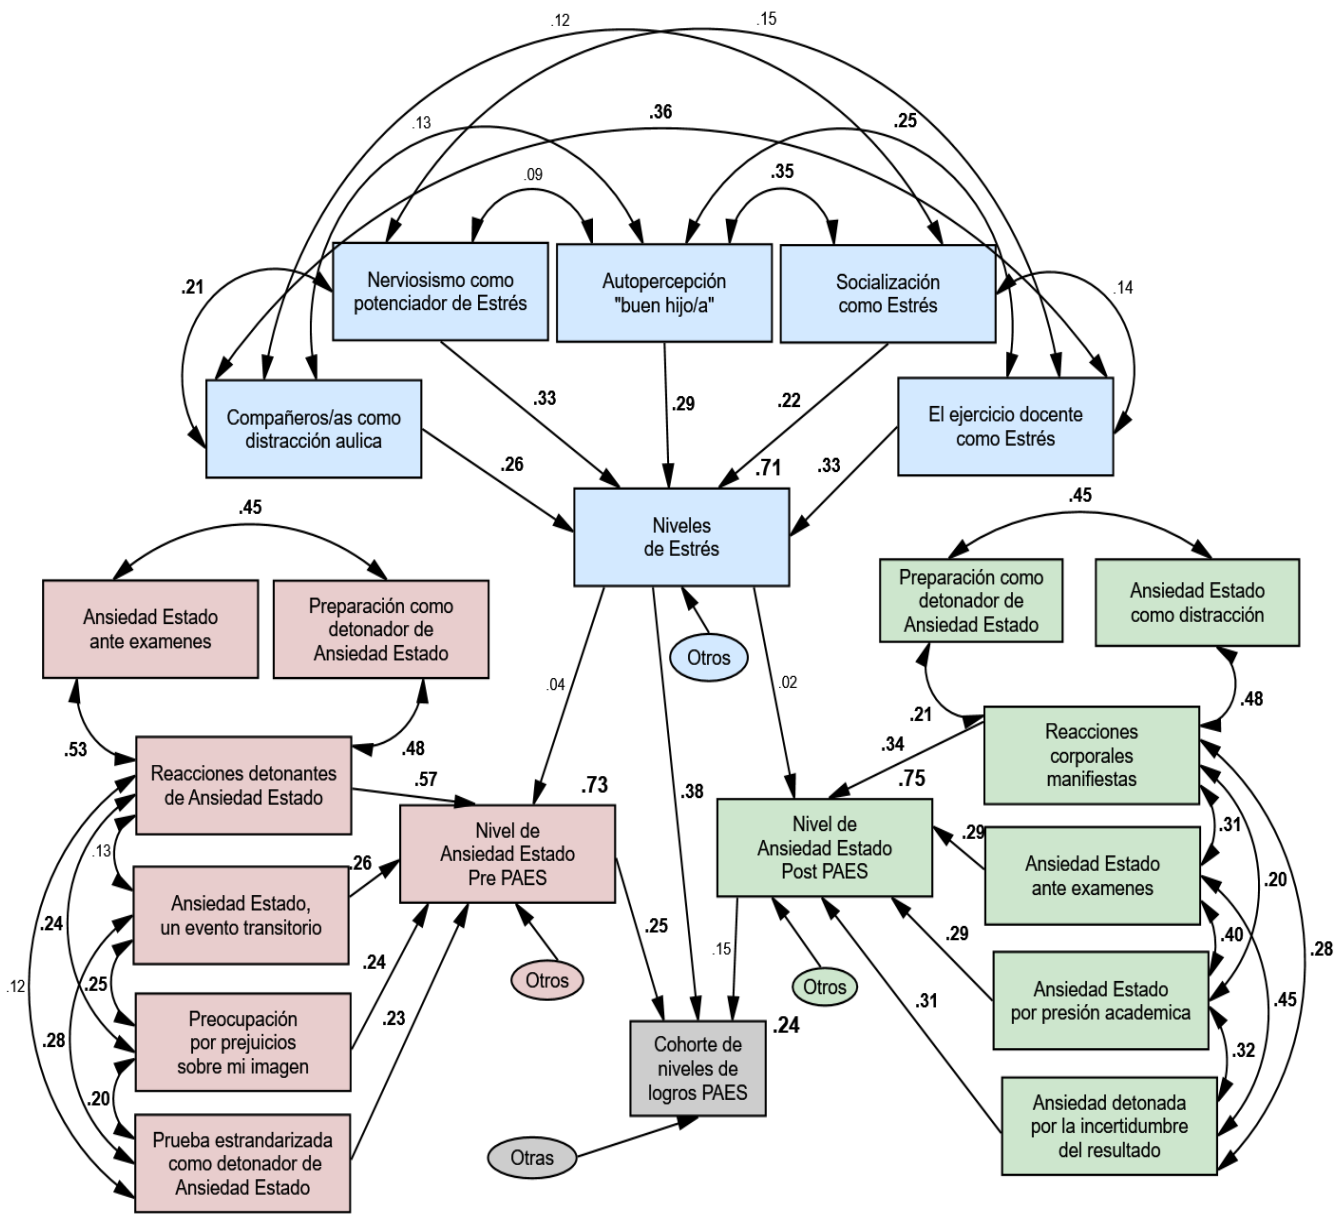 .12
.15
.13
.36
.25
.09
.35
.21
Nerviosismo como
potenciador de Estrés
Autopercepción
"buen hijo/a"
Socialización
como Estrés
.14
Compañeros/as como
distracción aulica
El ejercicio docente
como Estrés
.33
.29
.22
.26
.71
.33
Niveles
de Estrés
.45
.45
Ansiedad Estado
ante examenes
Preparación como
detonador de
Ansiedad Estado
Otros
Preparación como
detonador de
Ansiedad Estado
Ansiedad Estado
como distracción
.04
.02
.53
.48
.21
.48
Reacciones detonantes
de Ansiedad Estado
.57
.73
.38
.34
.75
Reacciones
corporales
manifiestas
.13
.26
Nivel de
Ansiedad Estado
Pre PAES
Nivel de
Ansiedad Estado
Post PAES
.29
.31
Ansiedad Estado
ante examenes
.20
Ansiedad Estado,
un evento transitorio
.24
.12
.25
.28
.24
.23
Otros
.25
.15
Otros
.29
.31
.40
.28
.45
Ansiedad Estado
por presión academica
Preocupación
por prejuicios
sobre mi imagen
.24
Cohorte de
niveles de
logros PAES
.32
.20
Prueba estrandarizada
como detonador de
Ansiedad Estado
Otras
Ansiedad detonada
por la incertidumbre
del resultado